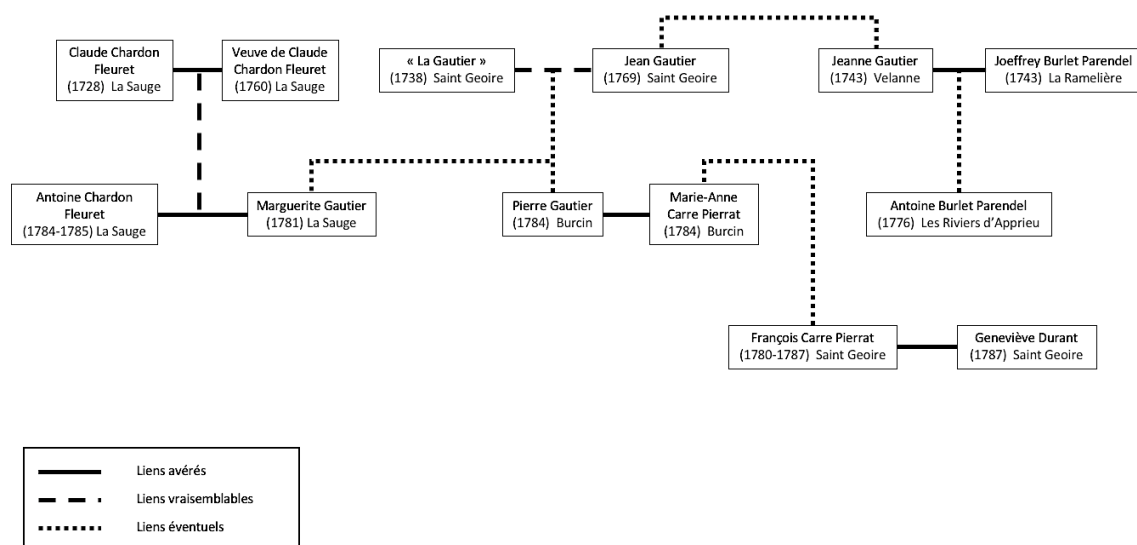 Claude Chardon
Fleuret
(1728) La Sauge
Veuve de Claude
Chardon Fleuret
(1760) La Sauge
« La Gautier »
(1738) Saint Geoire
Jean Gautier
(1769) Saint Geoire
Jeanne Gautier
(1743) Velanne
Joeffrey Burlet Parendel
(1743) La Ramelière
Antoine Chardon
Fleuret
(1784-1785) La Sauge
Marguerite Gautier
(1781) La Sauge
Pierre Gautier
(1784) Burcin
Marie-Anne
Carre Pierrat
(1784) Burcin
Antoine Burlet Parendel
(1776) Les Riviers d’Apprieu
François Carre Pierrat
(1780-1787) Saint Geoire
Geneviève Durant
(1787) Saint Geoire
Liens avérés
Liens vraisemblables
Liens éventuels